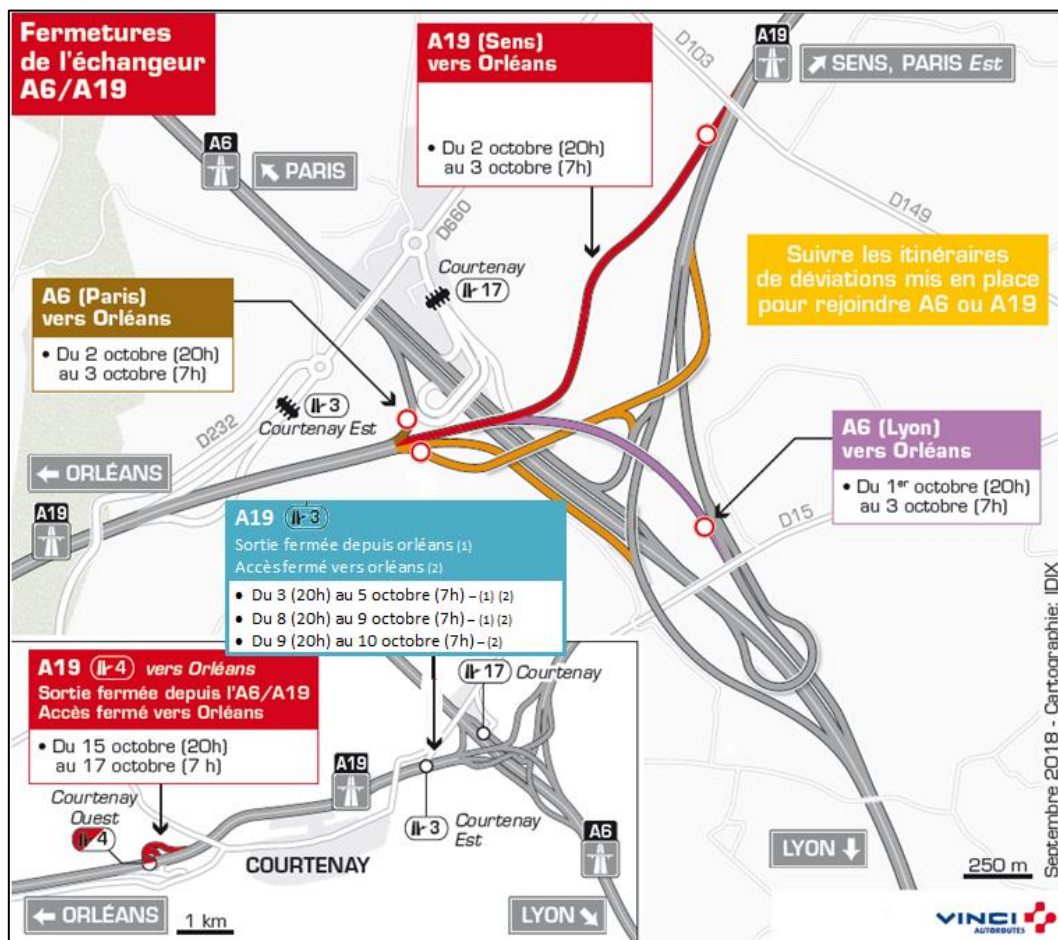 Fermetures
de l'échangeur
A6/A19
A19 (Sens)
vers Orléans
• Du 2 octobre (20h)
au 3 octobre (7h)
D103
A19
SENS, PARIS Est
A6
PARIS
D660
D149
Courtenay
17
Suivre les itinéraires
de déviations mis en place
pour rejoindre A6 ou A19
A6 (Paris)
vers Orléans
• Du 2 octobre (20h)
au 3 octobre (7h)
3
Courtenay Est
D232
A6 (Lyon)
vers Orléans
• Du 1er octobre (20h)
au 3 octobre (7h)
ORLÉANS
A19
D15
A19 3
Sortie fermée depuis orléans (1)
Accès fermé vers orléans (2)
• Du 3 (20h) au 5 octobre (7h) – (1) (2)
• Du 8 (20h) au 9 octobre (7h) – (1) (2)
• Du 9 (20h) au 10 octobre (7h) – (2)
A19 4 vers Orléans
Sortie fermée depuis l'A6/A19
Accès fermé vers Orléans
• Du 15 octobre (20h)
au 17 octobre (7 h)
17 Courtenay
A19
Courtenay
Ouest
4
3 Courtenay
Est
A6
COURTENAY
ORLÉANS
1 km
LYON
LYON
250 m
Septembre 2018 - Cartographie: IDIX
VINCI
AUTOROUTES